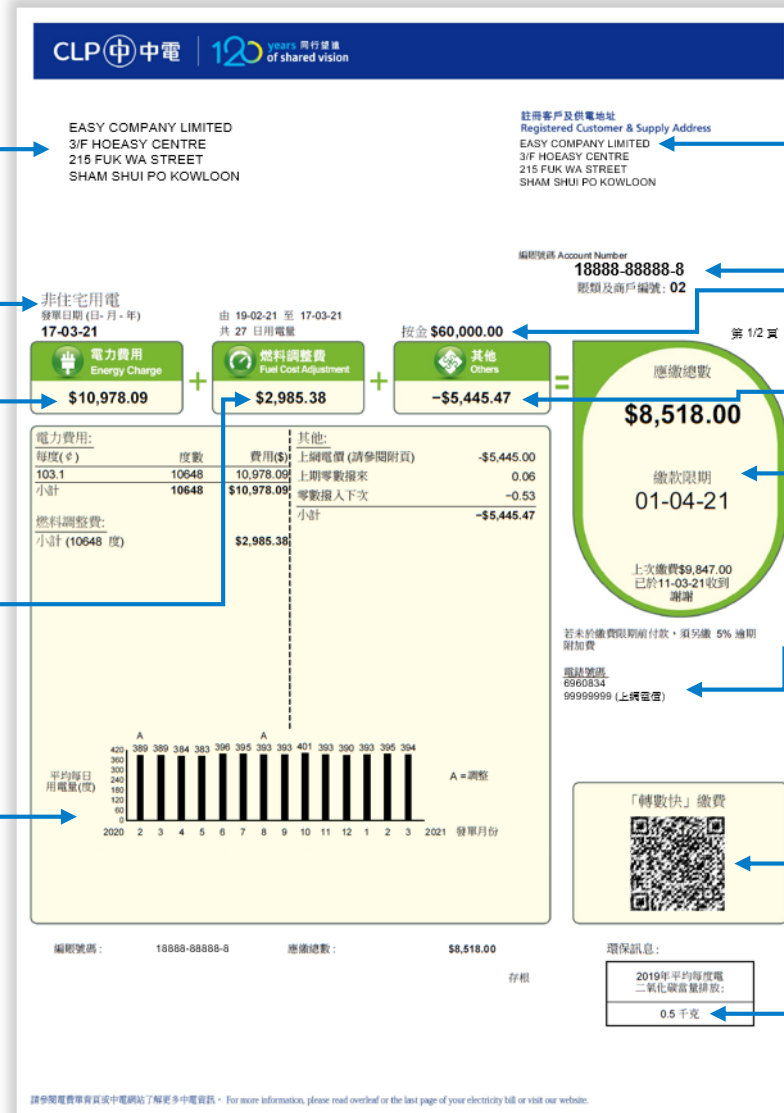 CLP 中電 120 years of shared vision 同行望遠
EASY COMPANY LIMITED
3/F HOEASY CENTRE
215 FUK WA STREET
SHAM SHUI PO KOWLOON
註冊客戶及供電地址
Registered Customer & Supply Address
EASY COMPANY LIMITED
3/F HOEASY CENTRE
215 FUK WA STREET
SHAM SHUI PO KOWLOON
編賬號碼 Account Number
18888-88888-8
賬類及商戶編號: 02
非住宅用電
發單日期 (日- 月 - 年)
17-03-21
由 19-02-21 至 17-03-21
共 27 日用電量
按金 $60,000.00
第 1/2 頁
電力費用
Energy Charge
$10,978.09
+
燃料調整費
Fuel Cost Adjustment
$2,985.38
+
其他
Others
−$5,445.47
=
應繳總數
$8,518.00
繳款限期
01-04-21
上次繳費$9,847.00
已於11-03-21收到
謝謝
電力費用:
每度(¢) 度數 費用($)
103.1 10648 10,978.09
小計 10648 $10,978.09
燃料調整費:
小計 (10648 度) $2,985.38
其他:
上網電價 (請參閱附頁) -$5,445.00
上期零數撥來 0.06
零數撥入下次 −0.53
小計 −$5,445.47
若未於繳費限期前付款，須另繳 5% 逾期
附加費
電錶號碼
6960834
99999999 (上網電價)
A A
389 389 384 383 396 395 393 393 401 393 390 393 395 394
420
360
300
240
180
120
60
0
平均每日
用電量(度)
A = 調整
2020 2 3 4 5 6 7 8 9 10 11 12 1 2 3 2021 發單月份
「轉數快」繳費
編賬號碼 : 18888-88888-8 應繳總數 : $8,518.00
存根
環保訊息 :
2019年平均每度電
二氧化碳當量排放:
0.5 千克
請參閱電費單背頁或中電網站了解更多中電資訊。 For more information, please read overleaf or the last page of your electricity bill or visit our website.